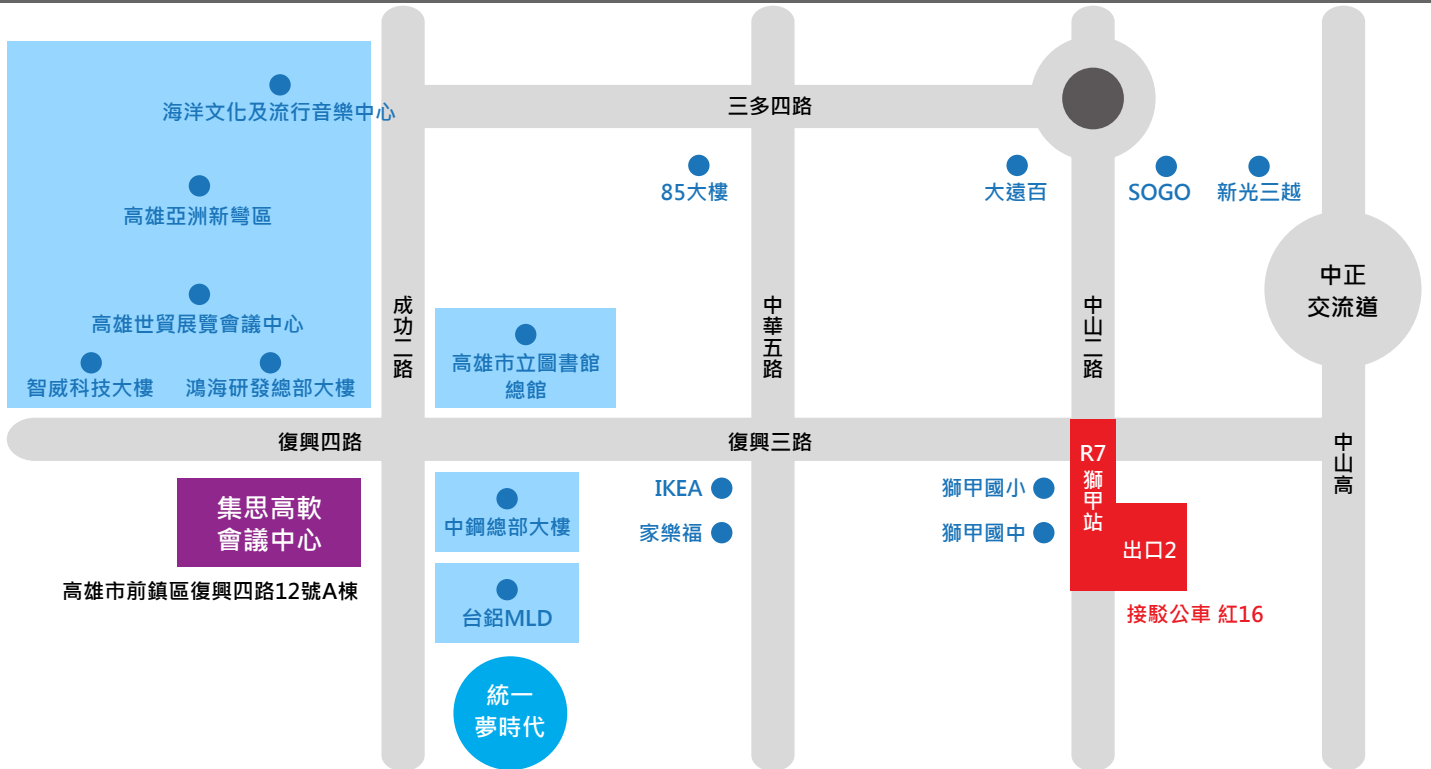 海洋文化及流行音樂中心
三多四路
85大樓
大遠百
SOGO
新光三越
高雄亞洲新彎區
中正
交流道
成功二路
中華五路
中山二路
高雄世貿展覽會議中心
高雄市立圖書館
總館
智威科技大樓
鴻海研發總部大樓
復興四路
復興三路
中山高
R7
獅甲站
集思高軟
會議中心
中鋼總部大樓
IKEA
獅甲國小
家樂福
獅甲國中
出口2
高雄市前鎮區復興四路12號A棟
台鋁MLD
接駁公車 紅16
統一
夢時代